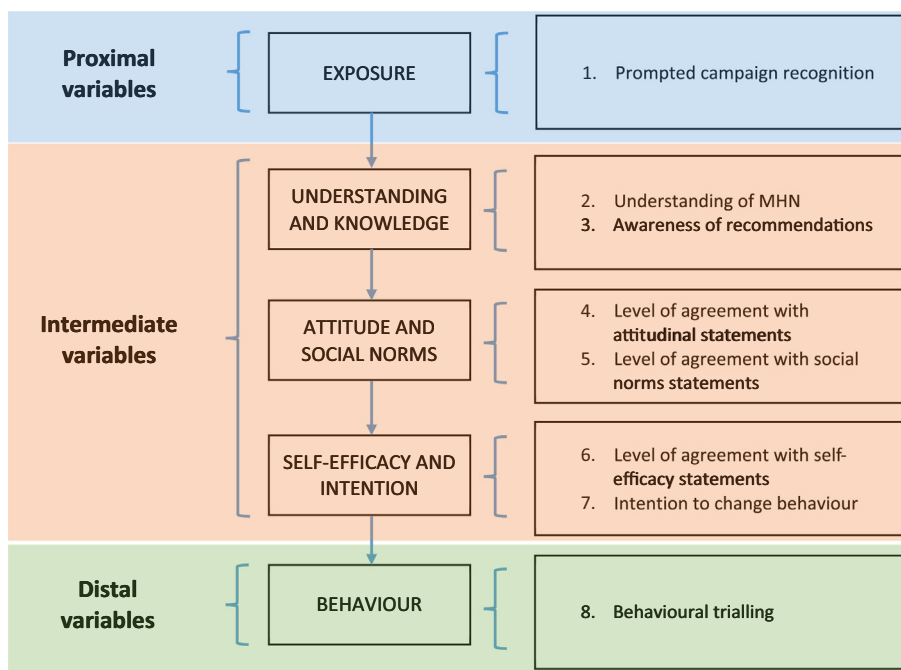 Proximal
variables
EXPOSURE
1. Prompted campaign recognition
Intermediate
variables
UNDERSTANDING
AND KNOWLEDGE
2. Understanding of MHN
3. Awareness of recommendations
ATTITUDE AND
SOCIAL NORMS
4. Level of agreement with
attitudinal statements
5. Level of agreement with social
norms statements
SELF-EFFICACY AND
INTENTION
6. Level of agreement with self-
efficacy statements
7. Intention to change behaviour
Distal
variables
BEHAVIOUR
8. Behavioural trialling